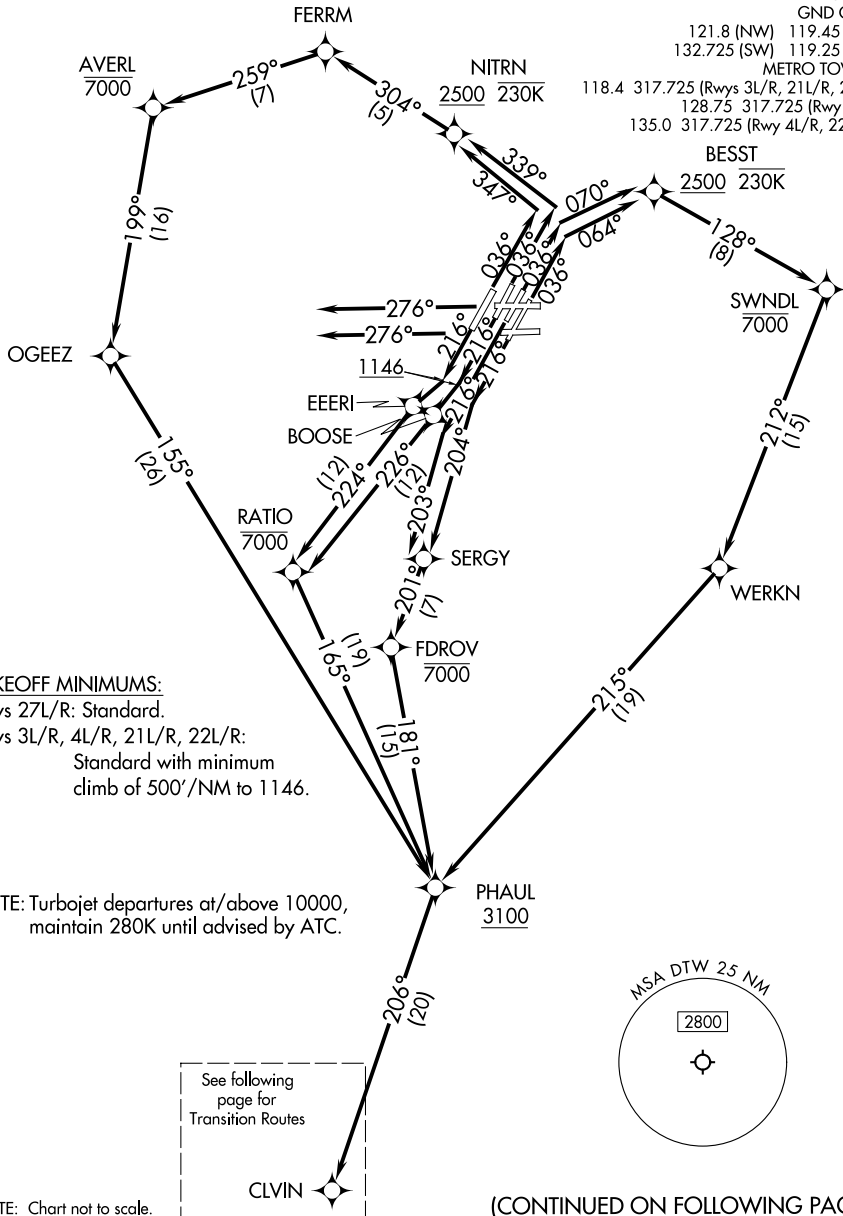 FERRM
GND
121.8 (NW) 119.45
132.725 (SW) 119.25
METRO
118.4 317.725 (Rwys 3L/R, 21L/R,
128.75 317.725 (Rwy
135.0 317.725 (Rwy 4L/R,
AVERL
7000
259°
(7)
304°
(5)
NITRN
2500 230K
339°
347°
BESST
2500 230K
070°
064°
128°
(8)
SWNDL
7000
199°
(16)
036°
036°
036°
036°
276°
276°
216°
216°
216°
216°
1146
OGEEZ
EEERI
BOOSE
212°
(15)
155°
(26)
(12)
224°
226°
(12)
203°
204°
RATIO
7000
SERGY
201°
(7)
WERKN
FDROV
7000
165°
(19)
181°
(15)
215°
(19)
KEOFF MINIMUMS:
ys 27L/R: Standard.
ys 3L/R, 4L/R, 21L/R, 22L/R:
Standard with minimum
climb of 500'/NM to 1146.
TE: Turbojet departures at/above 10000,
maintain 280K until advised by ATC.
PHAUL
3100
206°
(20)
MSA DTW 25 NM
2800
See following
page for
Transition Routes
CLVIN
TE: Chart not to scale.
(CONTINUED ON FOLLOWING PAG